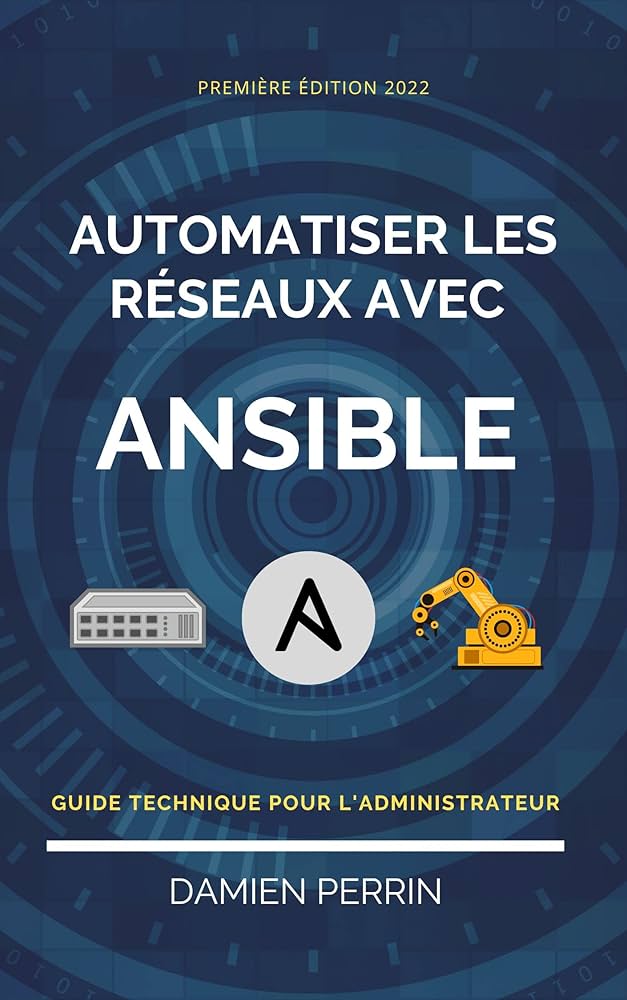 PREMIÈRE ÉDITION 2022
AUTOMATISER LES
RÉSEAUX AVEC
ANSIBLE
GUIDE TECHNIQUE POUR L'ADMINISTRATEUR
DAMIEN PERRIN